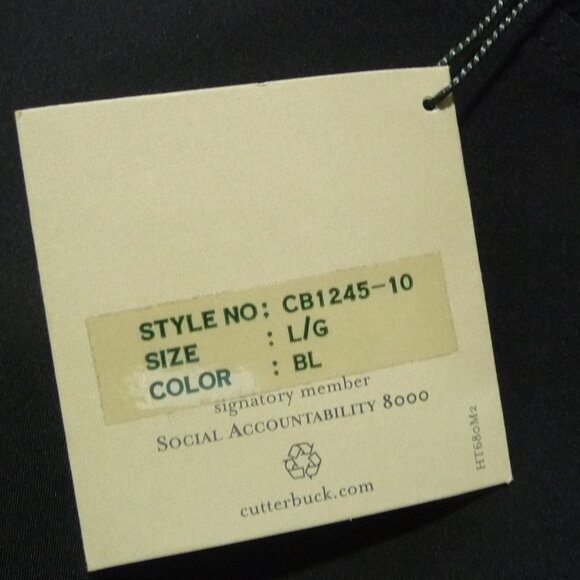 STYLE NO: CB1245-10
SIZE : L/G
COLOR : BL
signatory member
SOCIAL ACCOUNTABILITY 8000
cutterbuck.com
HT680M2